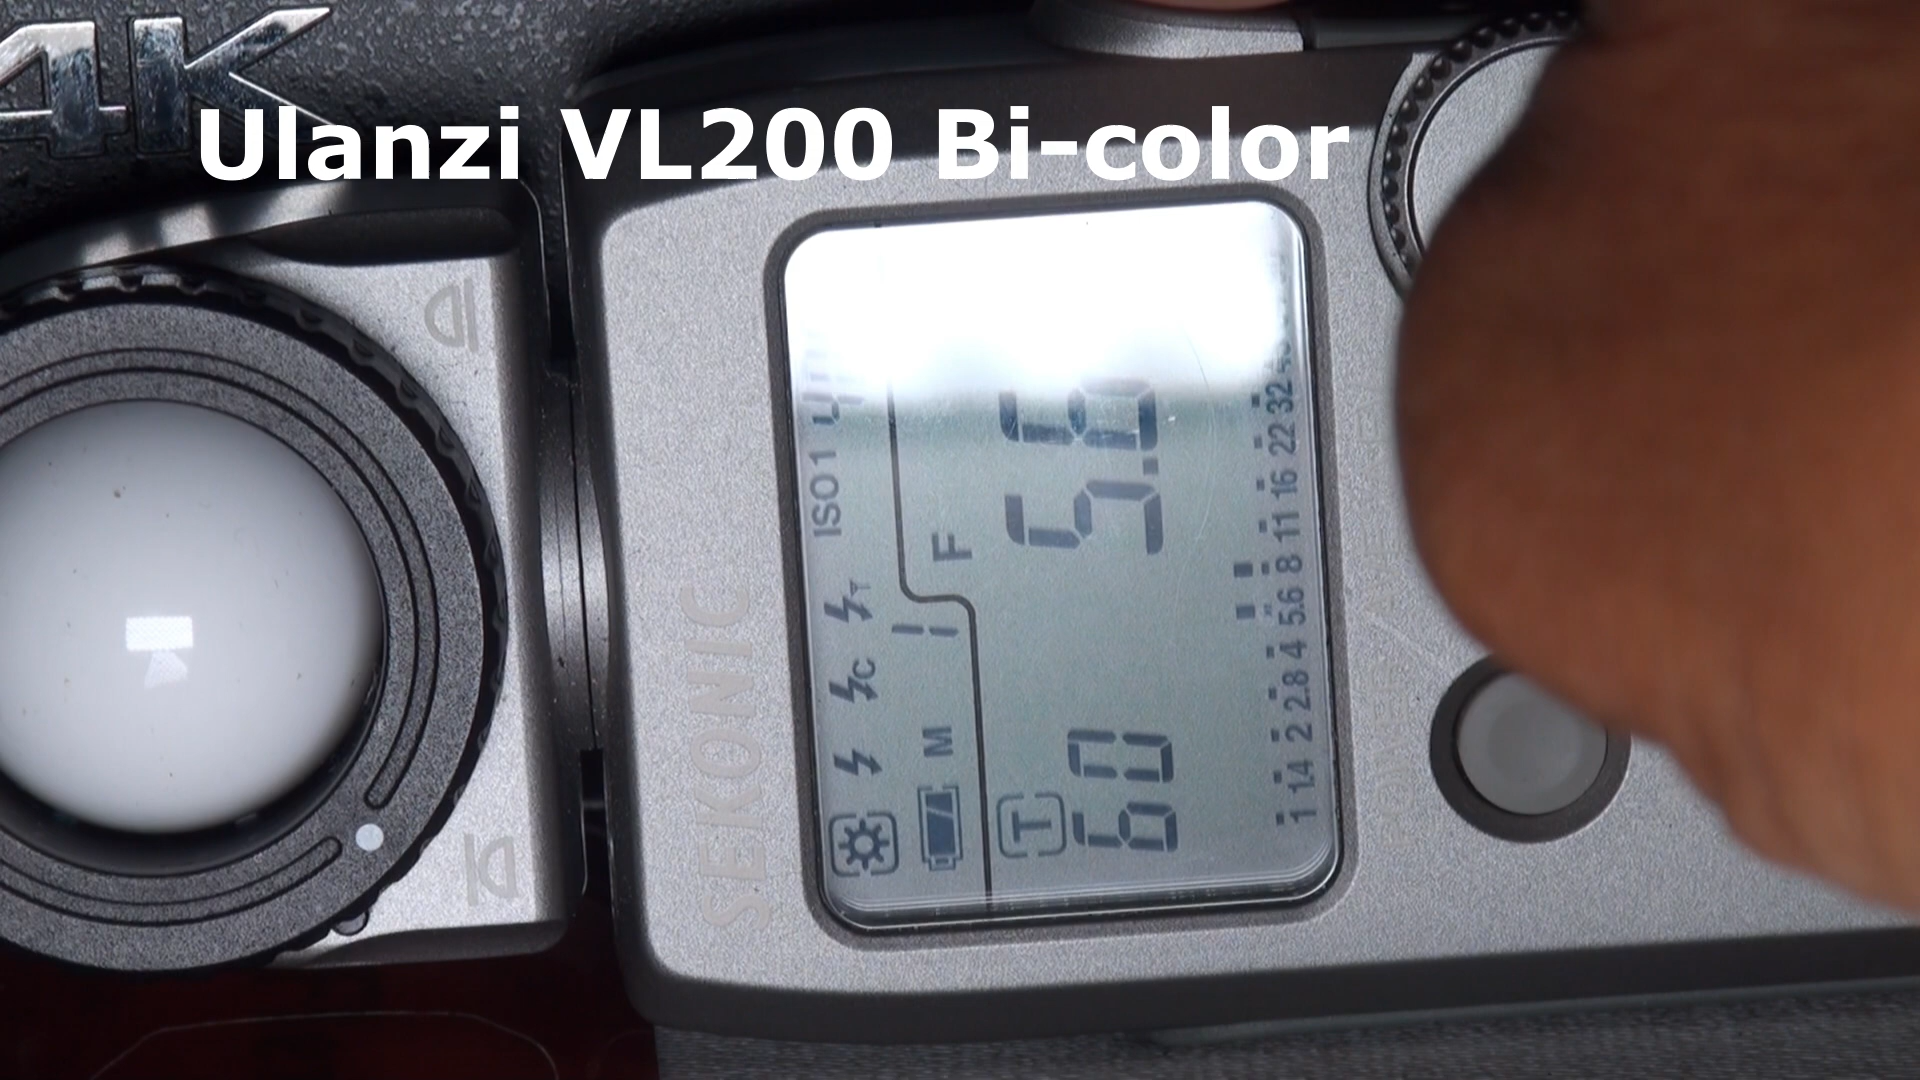 4K
Ulanzi VL200 Bi-color
SEKONIC
ISO1
C
T
M
F
T
60
5.6
1 1.4 2 2.8 4 5.6 8 11 16 22 32
POWER